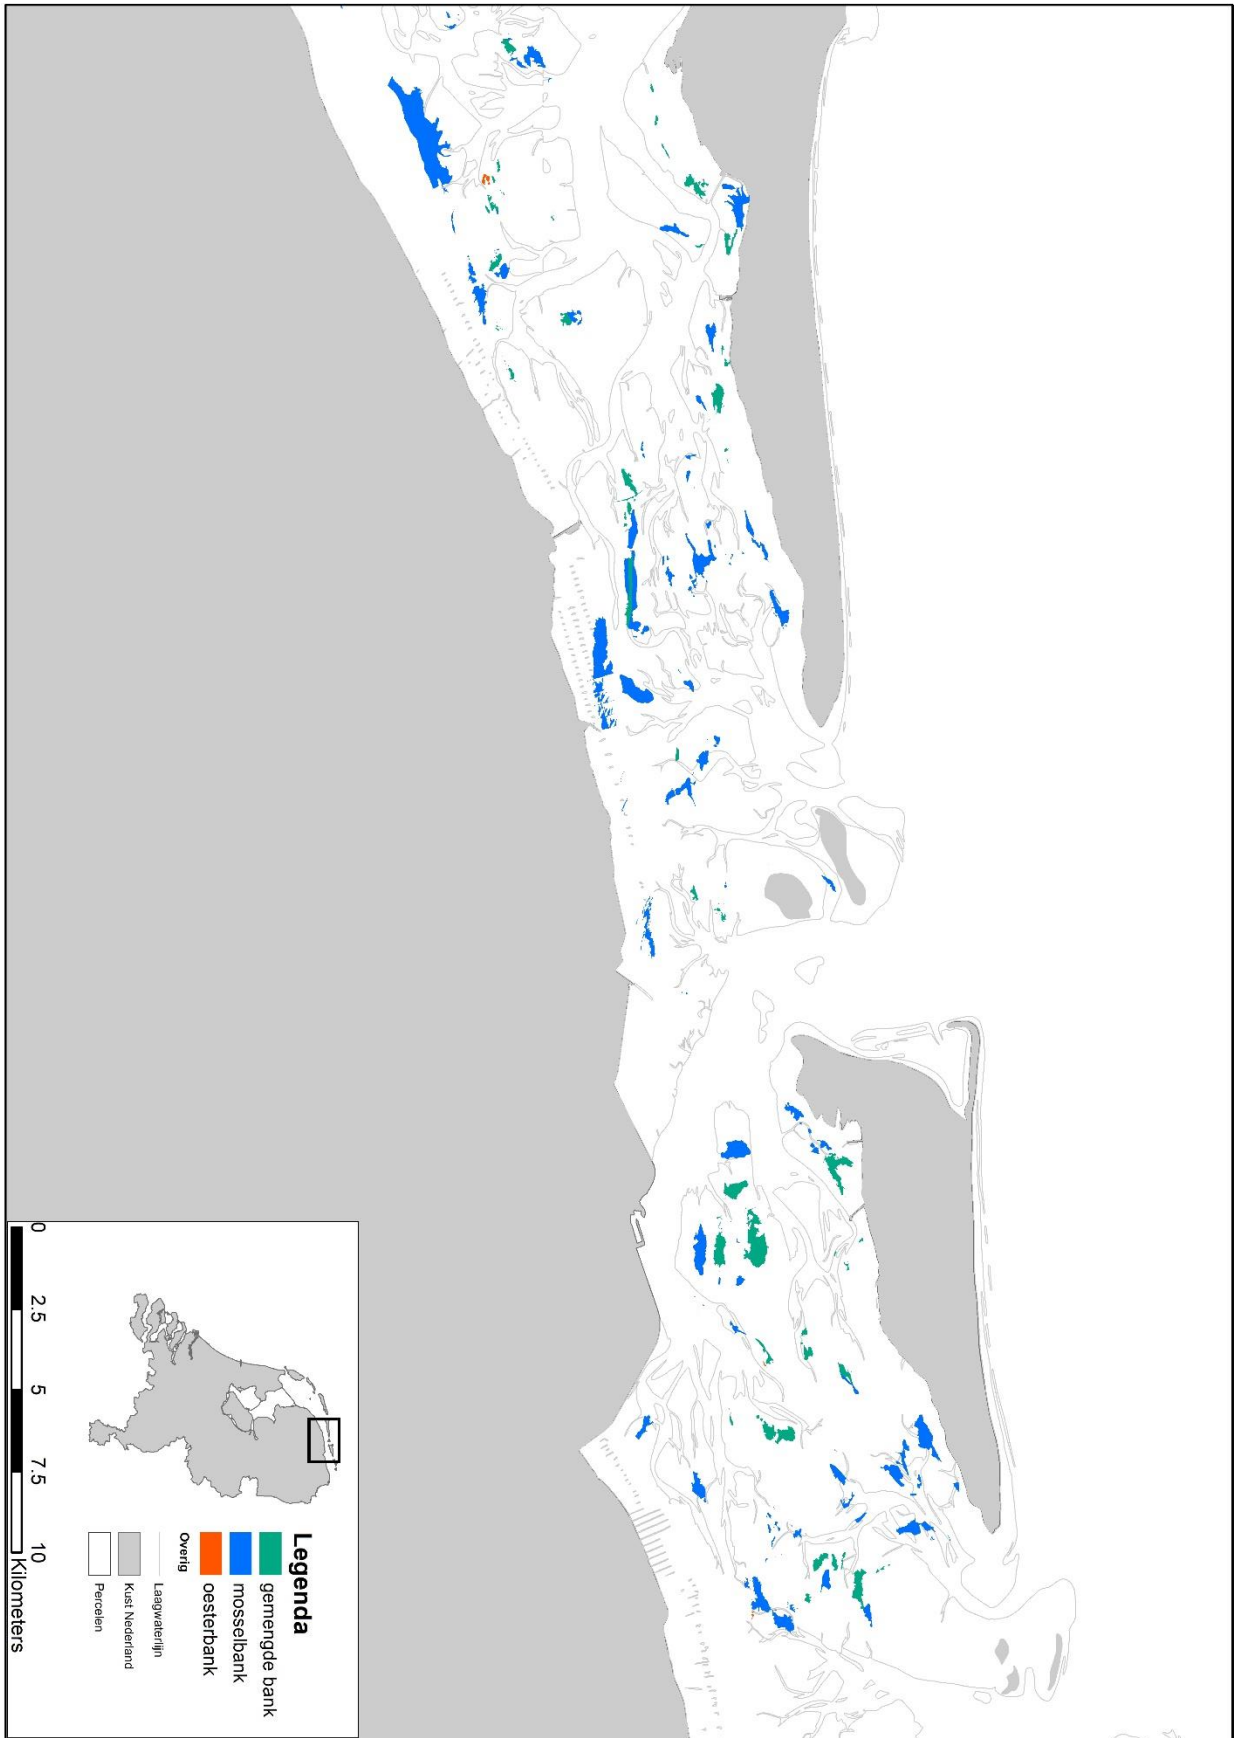 Legenda
gemengde bank
mosselbank
oesterbank
Overig
Laagwaterlijn
Kust Nederland
Percelen
0 2.5 5 7.5 10
Kilometers